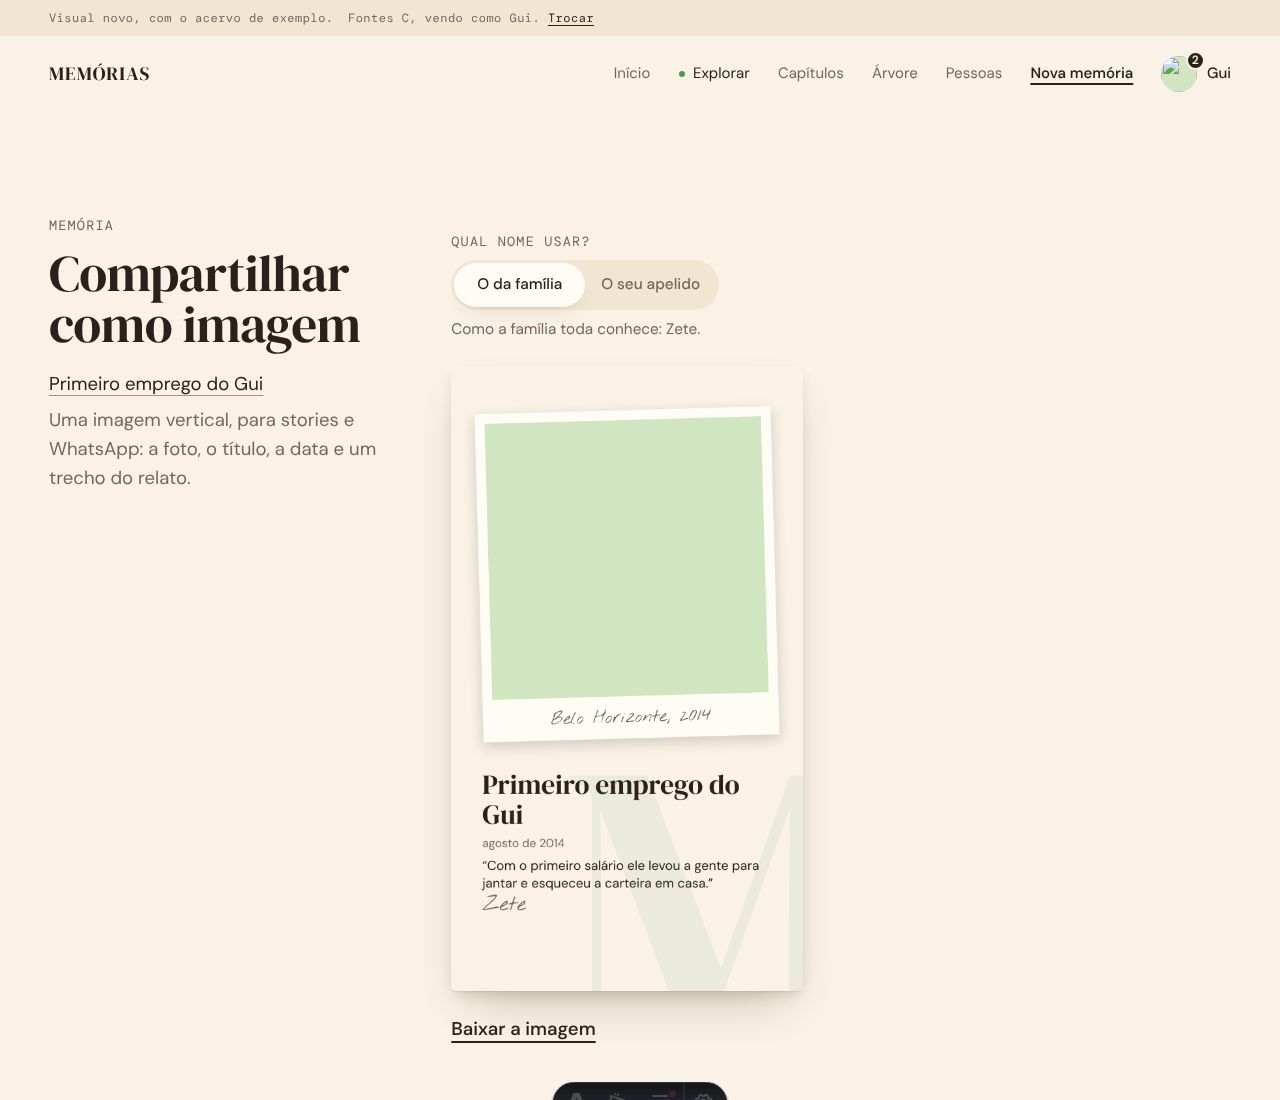 Visual novo, com o acervo de exemplo. Fontes C, vendo como Gui. Trocar
MEMÓRIAS
Início
Explorar
Capítulos
Árvore
Pessoas
Nova memória
2
Gui
MEMÓRIA
Compartilhar
como imagem
Primeiro emprego do Gui
Uma imagem vertical, para stories e
WhatsApp: a foto, o título, a data e um
trecho do relato.
QUAL NOME USAR?
O da família
O seu apelido
Como a família toda conhece: Zete.
Belo Horizonte, 2014
M
Primeiro emprego do
Gui
agosto de 2014
“Com o primeiro salário ele levou a gente para
jantar e esqueceu a carteira em casa.”
Zete
Baixar a imagem